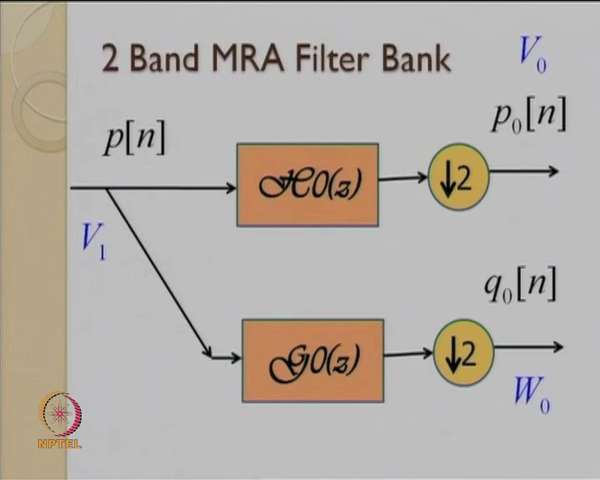 2 Band MRA Filter Bank
V₀
p[n]
p₀[n]
ℋ0(z)
↓2
V₁
q₀[n]
𝒢0(z)
↓2
W₀
NPTEL